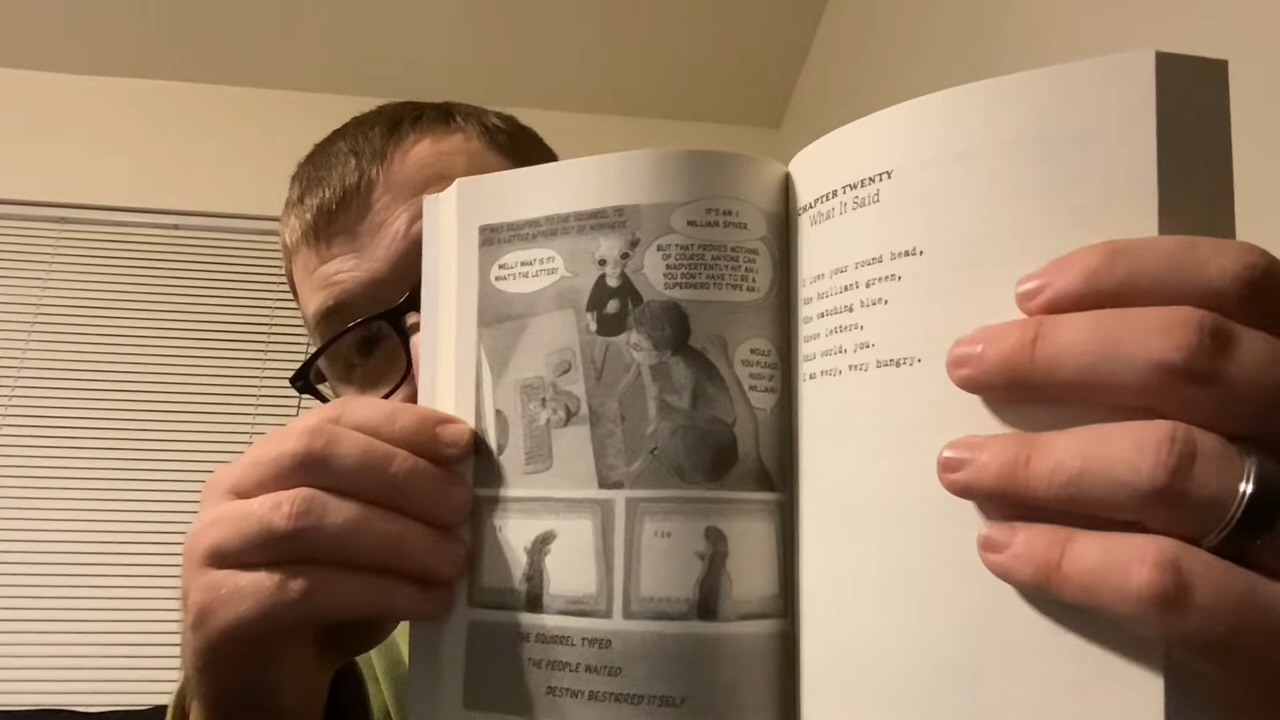 IT WAS BEAUTIFUL TO THE SQUIRREL TO
SEE A LETTER APPEAR OUT OF NOWHERE.
WELL? WHAT IS IT?
WHAT'S THE LETTER?
IT'S AN I
WILLIAM SPIVER.
BUT THAT PROVES NOTHING
OF COURSE. ANYONE CAN
INADVERTENTLY HIT AN I
YOU DON'T HAVE TO BE A
SUPERHERO TO TYPE AN I
WOULD
YOU PLEASE
HUSH UP,
WILLIAM
THE SQUIRREL TYPED.
THE PEOPLE WAITED.
DESTINY BESTIRRED ITSELF.
CHAPTER TWENTY
What It Said
I love your round head,
the brilliant green,
the watching blue,
these letters,
this world, you.
I am very, very hungry.